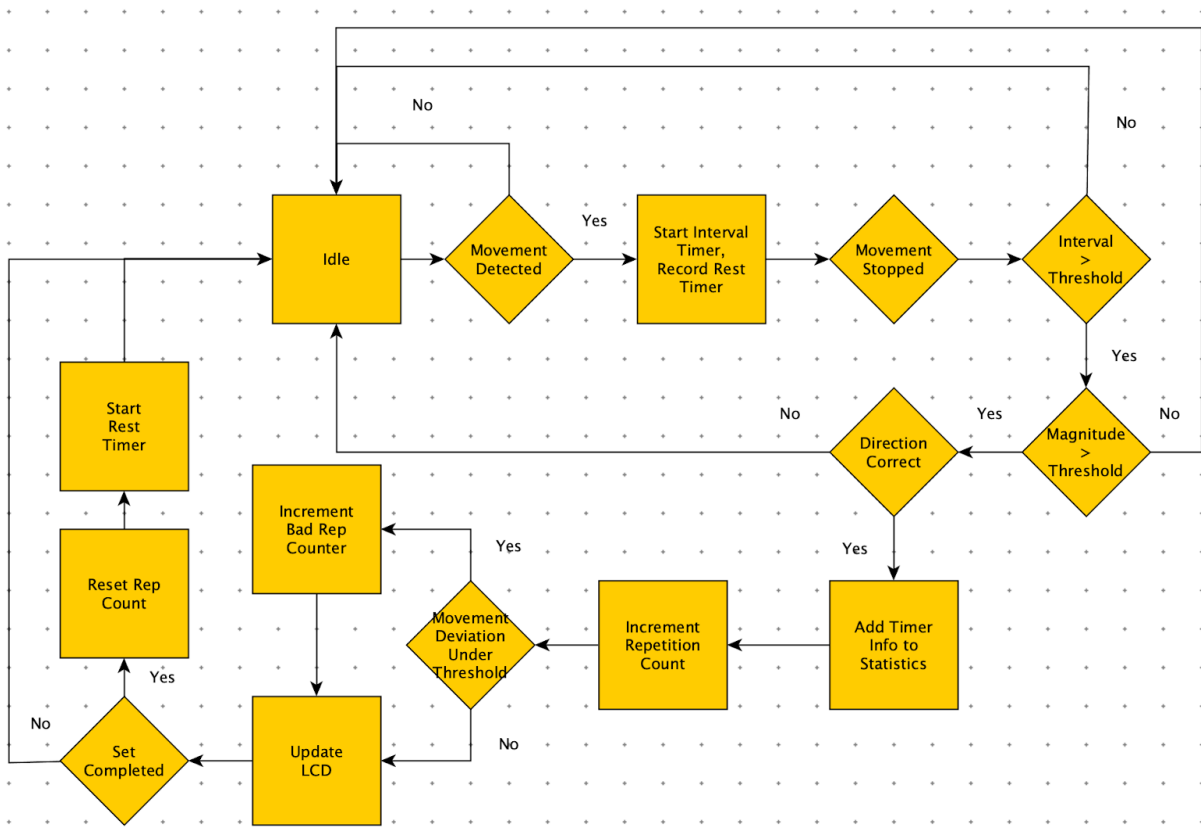 No
No
Idle
Movement
Detected
Yes
Start Interval
Timer,
Record Rest
Timer
Movement
Stopped
Interval
>
Threshold
Yes
Start
Rest
Timer
No
Direction
Correct
Yes
Magnitude
>
Threshold
No
Increment
Bad Rep
Counter
Yes
Yes
Reset Rep
Count
Movement
Deviation
Under
Threshold
Increment
Repetition
Count
Add Timer
Info to
Statistics
Yes
No
Set
Completed
Update
LCD
No